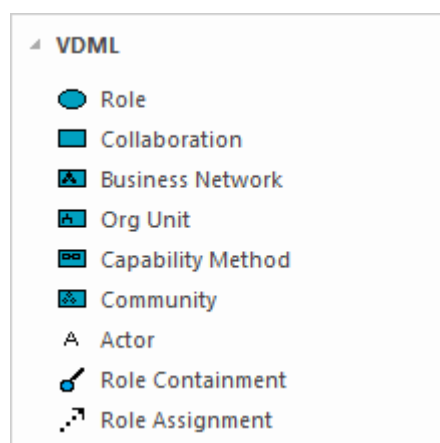 VDML
Role
Collaboration
Business Network
Org Unit
Capability Method
Community
A Actor
Role Containment
Role Assignment